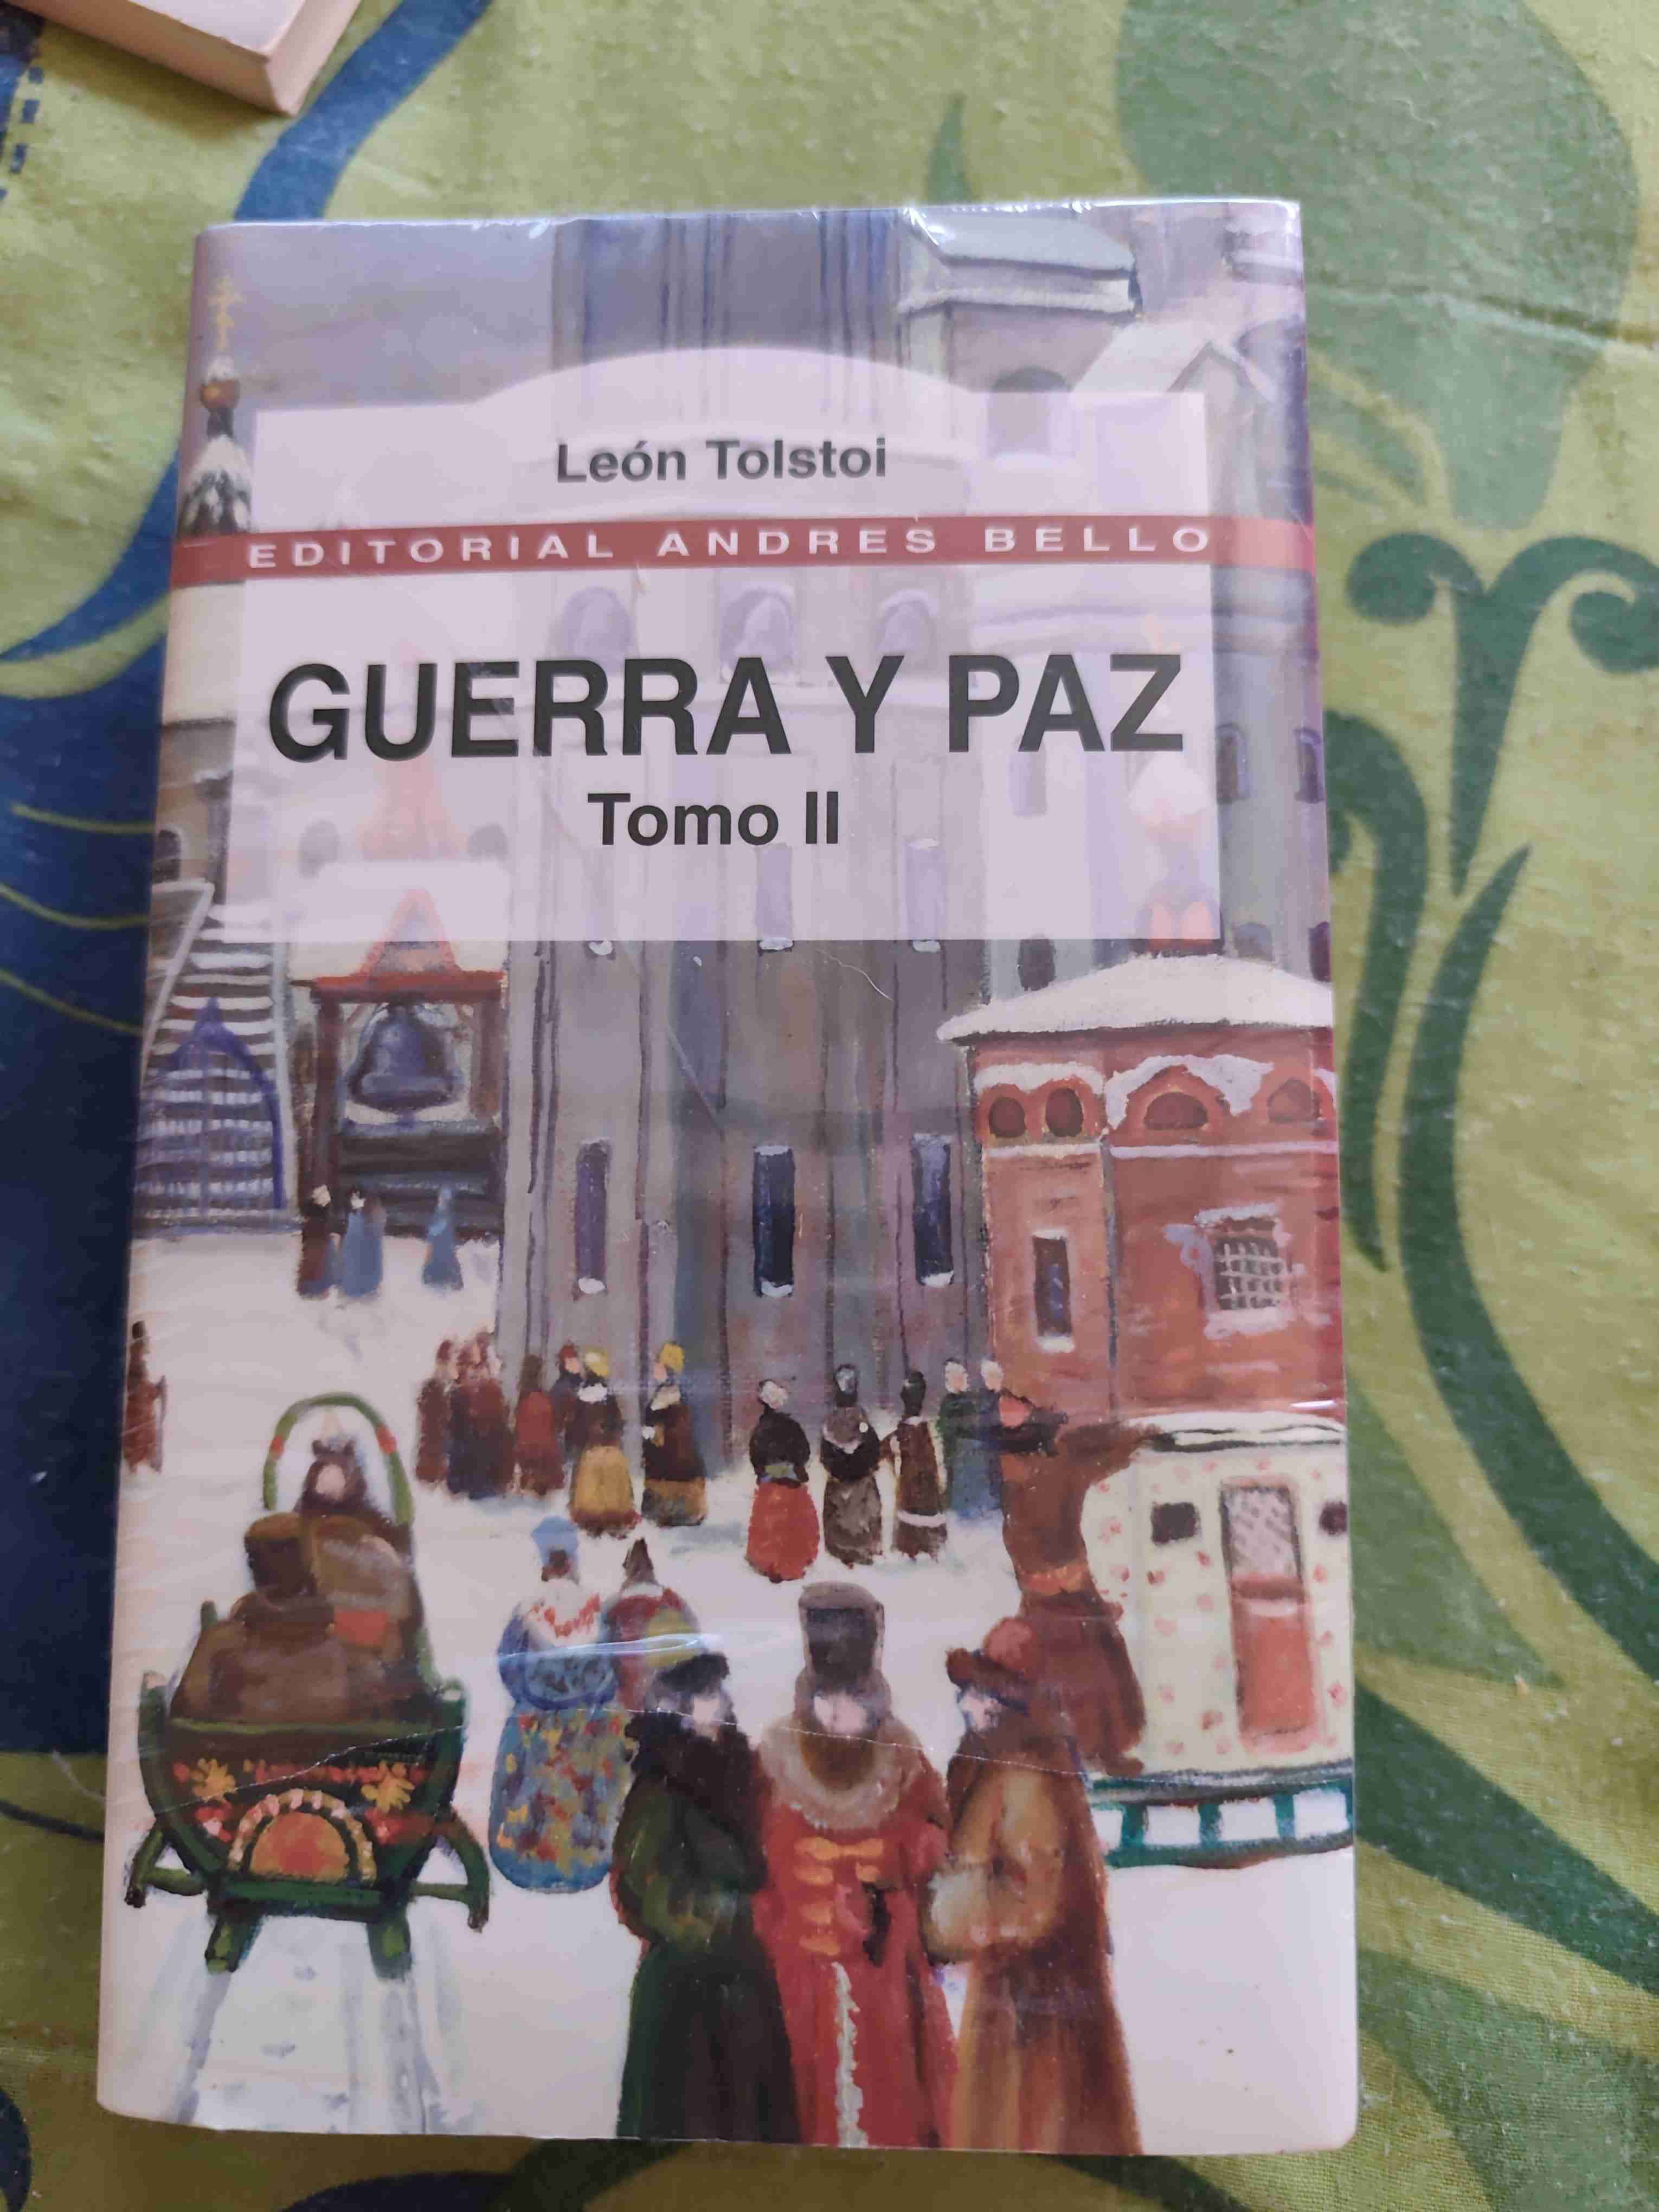 León Tolstoi
EDITORIAL ANDRES BELLO
GUERRA Y PAZ
Tomo II